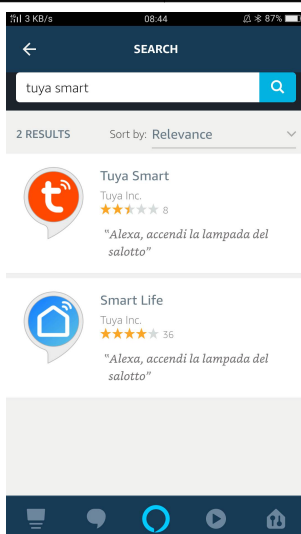 3 KB/s 08:44 87%
SEARCH
tuya smart
2 RESULTS Sort by: Relevance
Tuya Smart
Tuya Inc.
8
"Alexa, accendi la lampada del
salotto"
Smart Life
Tuya Inc.
36
"Alexa, accendi la lampada del
salotto"